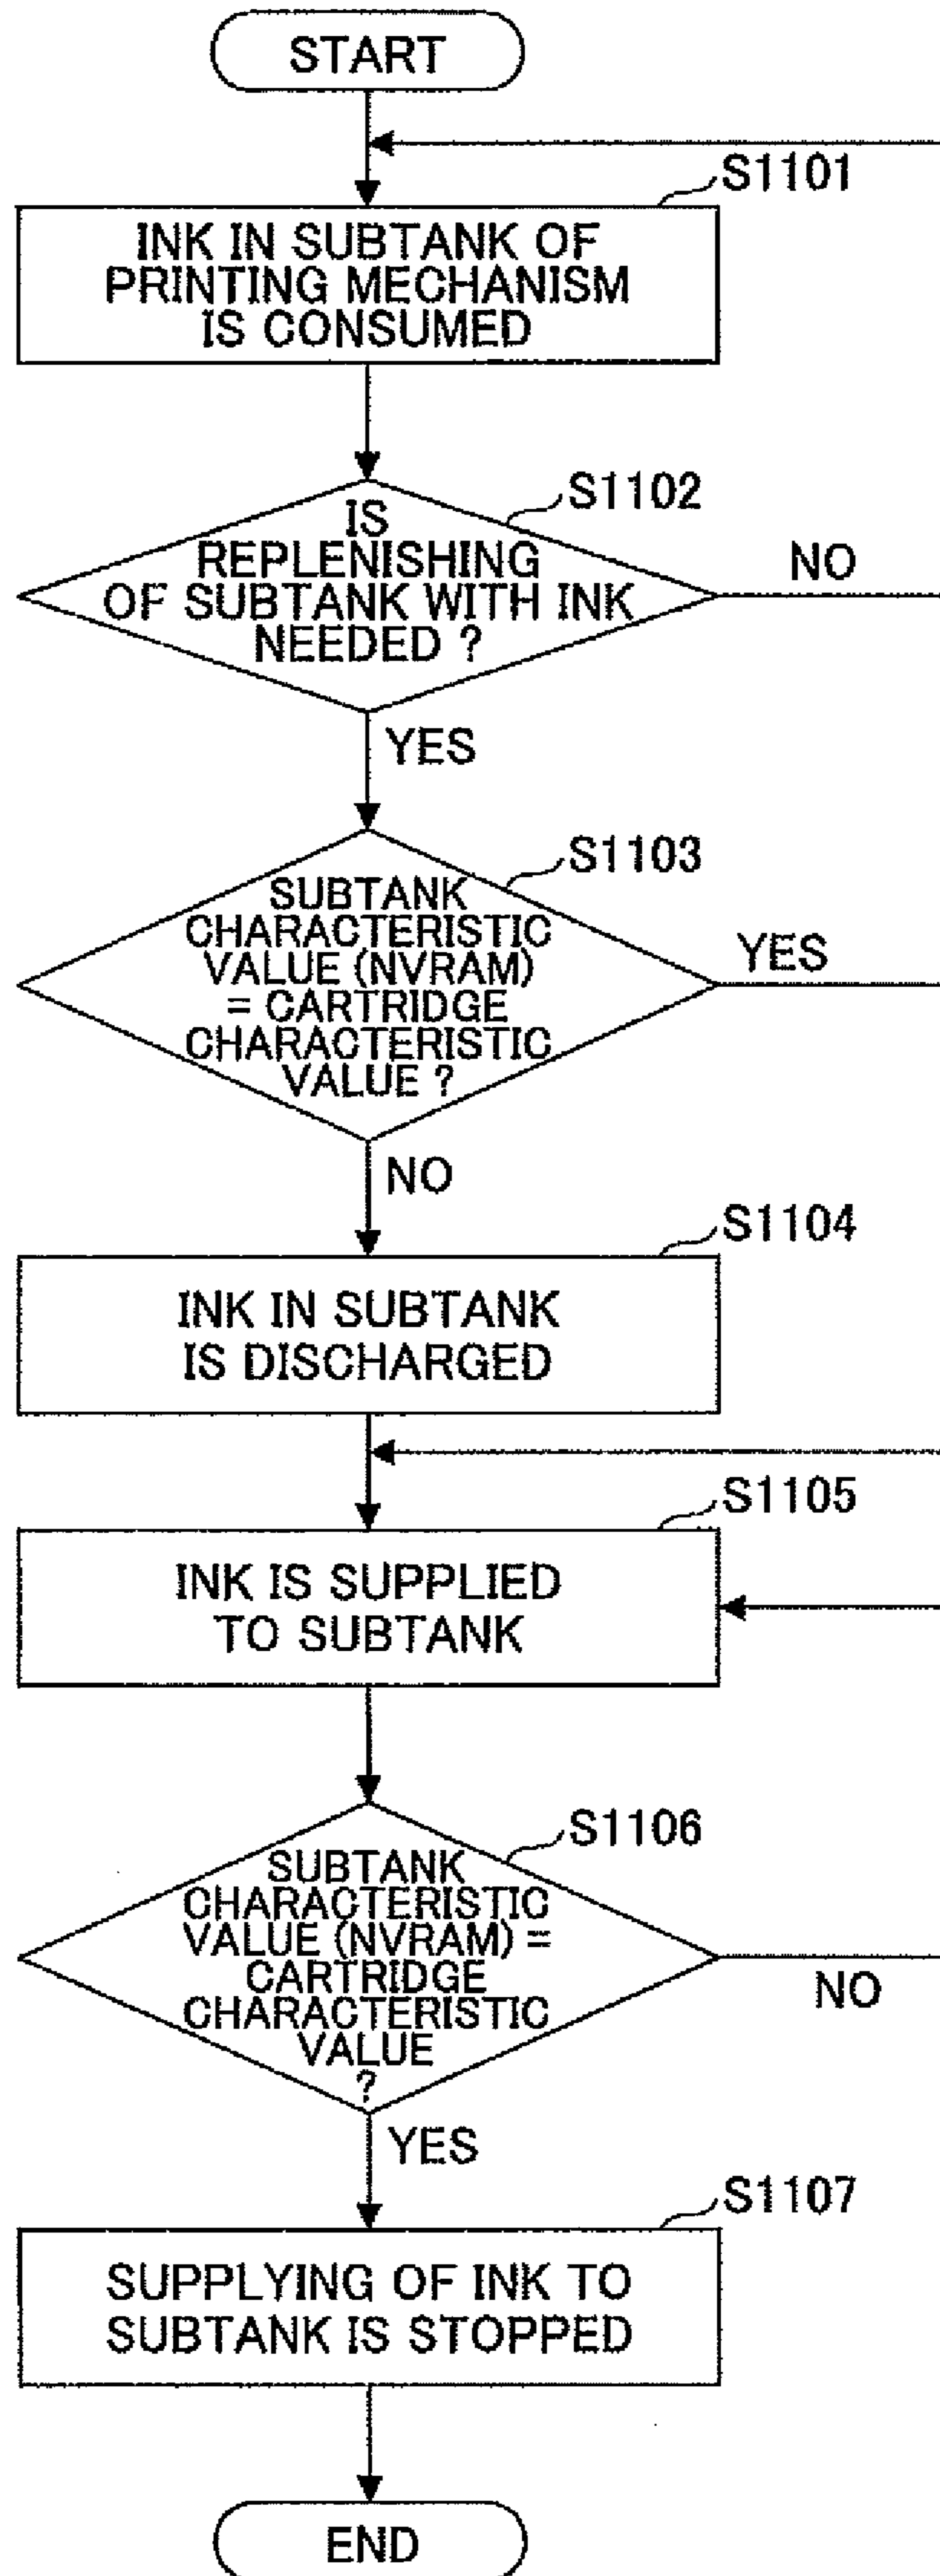 START
S1101
INK IN SUBTANK OF
PRINTING MECHANISM
IS CONSUMED
S1102
IS
REPLENISHING
OF SUBTANK WITH INK
NEEDED ?
NO
YES
S1103
SUBTANK
CHARACTERISTIC
VALUE (NVRAM)
= CARTRIDGE
CHARACTERISTIC
VALUE ?
YES
NO
S1104
INK IN SUBTANK
IS DISCHARGED
S1105
INK IS SUPPLIED
TO SUBTANK
S1106
SUBTANK
CHARACTERISTIC
VALUE (NVRAM) =
CARTRIDGE
CHARACTERISTIC
VALUE
?
NO
YES
S1107
SUPPLYING OF INK TO
SUBTANK IS STOPPED
END